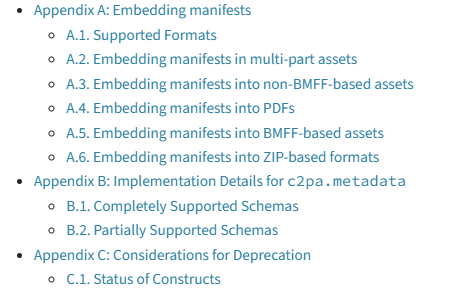 Appendix A: Embedding manifests
A.1. Supported Formats
A.2. Embedding manifests in multi-part assets
A.3. Embedding manifests into non-BMFF-based assets
A.4. Embedding manifests into PDFs
A.5. Embedding manifests into BMFF-based assets
A.6. Embedding manifests into ZIP-based formats
Appendix B: Implementation Details for c2pa.metadata
B.1. Completely Supported Schemas
B.2. Partially Supported Schemas
Appendix C: Considerations for Deprecation
C.1. Status of Constructs